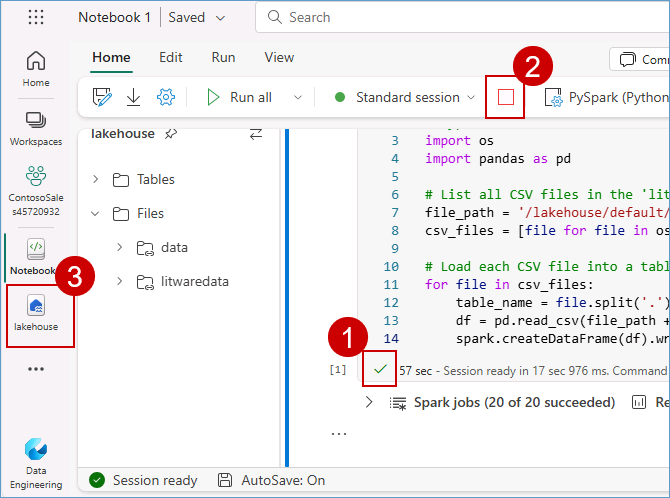 Notebook 1
Saved
Search
Home
Edit
Run
View
Comm
Run all
Standard session
2
PySpark (Python
Home
Workspaces
ContosoSale
s45720932
Notebook
3
lakehouse
Data
Engineering
lakehouse
Tables
Files
data
litwaredata
3 import os
4 import pandas as pd
5
6 # List all CSV files in the 'lit
7 file_path = '/lakehouse/default/
8 csv_files = [file for file in os
9
10 # Load each CSV file into a tabl
11 for file in csv_files:
12 table_name = file.split('.')
13 df = pd.read_csv(file_path +
14 spark.createDataFrame(df).wr
1
[1]
57 sec - Session ready in 17 sec 976 ms. Command
Spark jobs (20 of 20 succeeded)
Re
...
Session ready
AutoSave: On